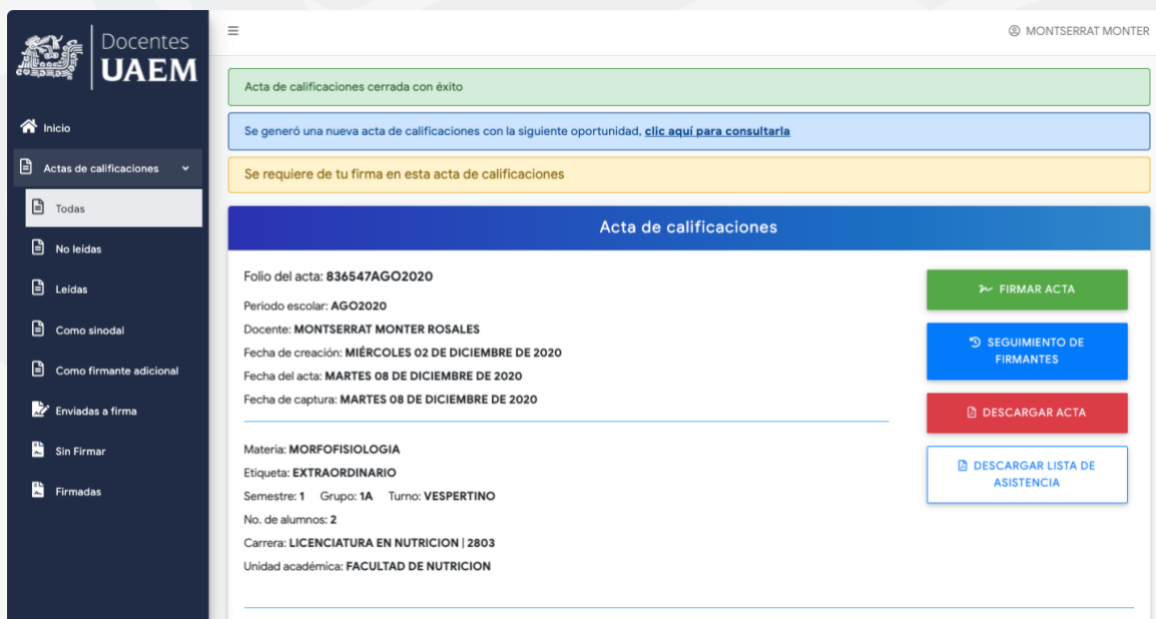 Docentes
UAEM
MONTSERRAT MONTER
Inicio
Actas de calificaciones
Todas
No leídas
Leídas
Como sinodal
Como firmante adicional
Enviadas a firma
Sin Firmar
Firmadas
Acta de calificaciones cerrada con éxito
Se generó una nueva acta de calificaciones con la siguiente oportunidad, clic aquí para consultarla
Se requiere de tu firma en esta acta de calificaciones
Acta de calificaciones
Folio del acta: 836547AGO2020
Periodo escolar: AGO2020
Docente: MONTSERRAT MONTER ROSALES
Fecha de creación: MIÉRCOLES 02 DE DICIEMBRE DE 2020
Fecha del acta: MARTES 08 DE DICIEMBRE DE 2020
Fecha de captura: MARTES 08 DE DICIEMBRE DE 2020
Materia: MORFOFISIOLOGIA
Etiqueta: EXTRAORDINARIO
Semestre: 1 Grupo: 1A Turno: VESPERTINO
No. de alumnos: 2
Carrera: LICENCIATURA EN NUTRICION | 2803
Unidad académica: FACULTAD DE NUTRICION
FIRMAR ACTA
SEGUIMIENTO DE
FIRMANTES
DESCARGAR ACTA
DESCARGAR LISTA DE
ASISTENCIA